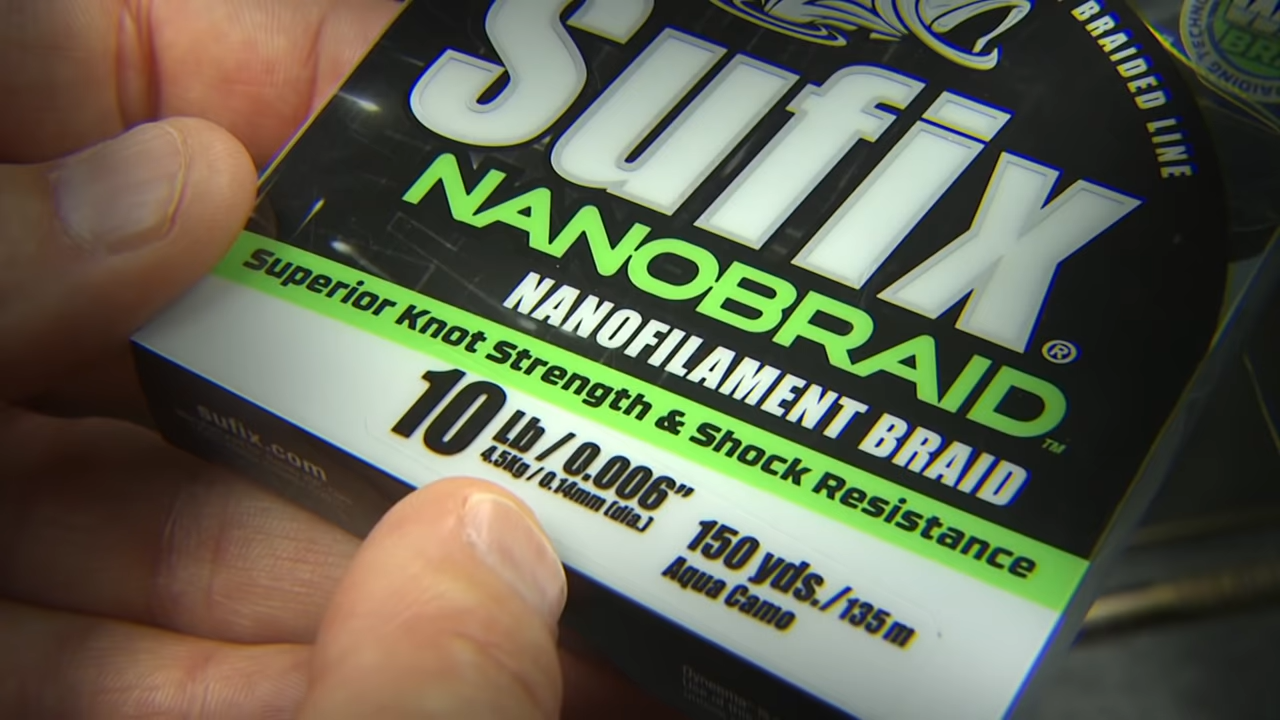 BRAIDED LINE
Sufix®
NANOBRAID™
NANOFILAMENT BRAID
Superior Knot Strength & Shock Resistance
10 Lb / 0.006”
4.5Kg / 0.14mm (dia.)
150 yds./135m
Aqua Camo
sufix.com